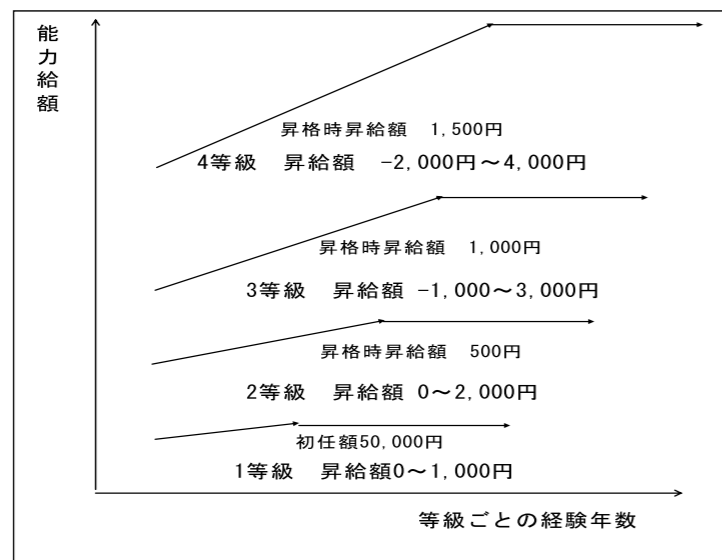 能力給額
昇格時昇給額　1,500円
4等級　昇給額　-2,000円～4,000円
昇格時昇給額　1,000円
3等級　昇給額 -1,000～3,000円
昇格時昇給額　500円
2等級　昇給額 0～2,000円
初任額50,000円
1等級　昇給額0～1,000円
等級ごとの経験年数